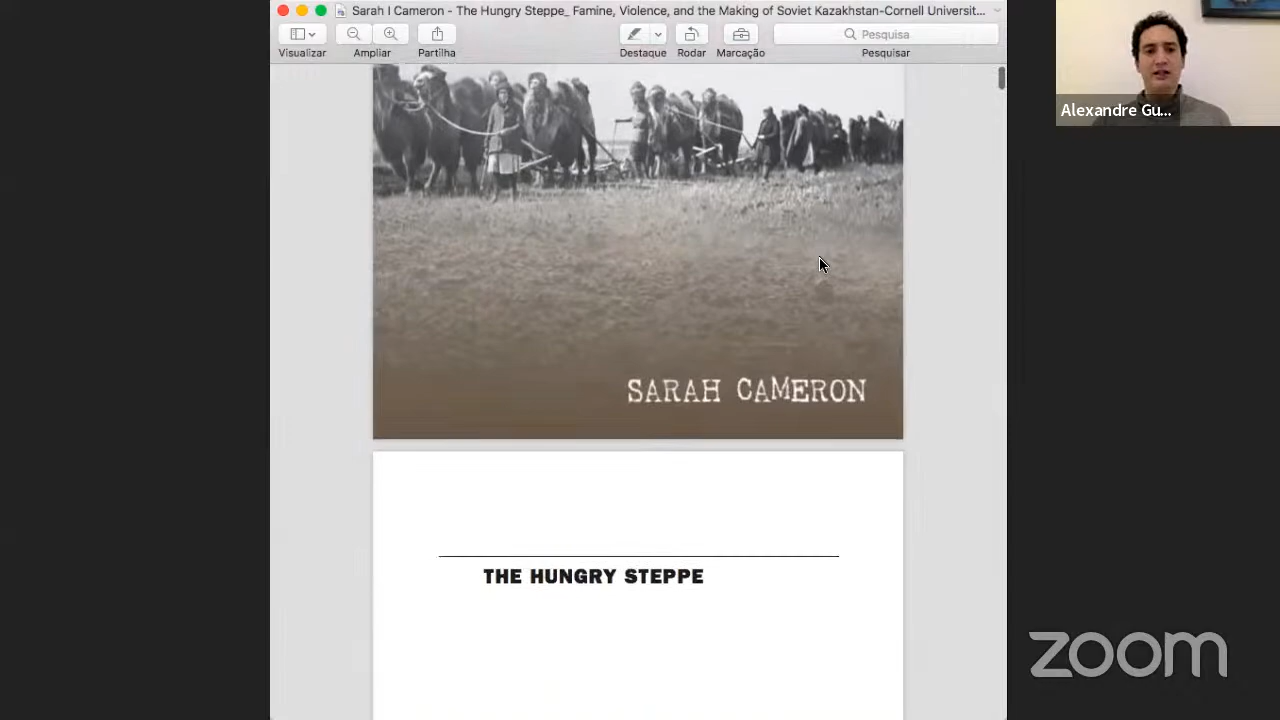 Sarah I Cameron - The Hungry Steppe_ Famine, Violence, and the Making of Soviet Kazakhstan-Cornell Universit...
Visualizar
Ampliar
Partilha
Destaque
Rodar
Marcação
Pesquisa
Pesquisar
Alexandre Gu...
SARAH CAMERON
THE HUNGRY STEPPE
zoom